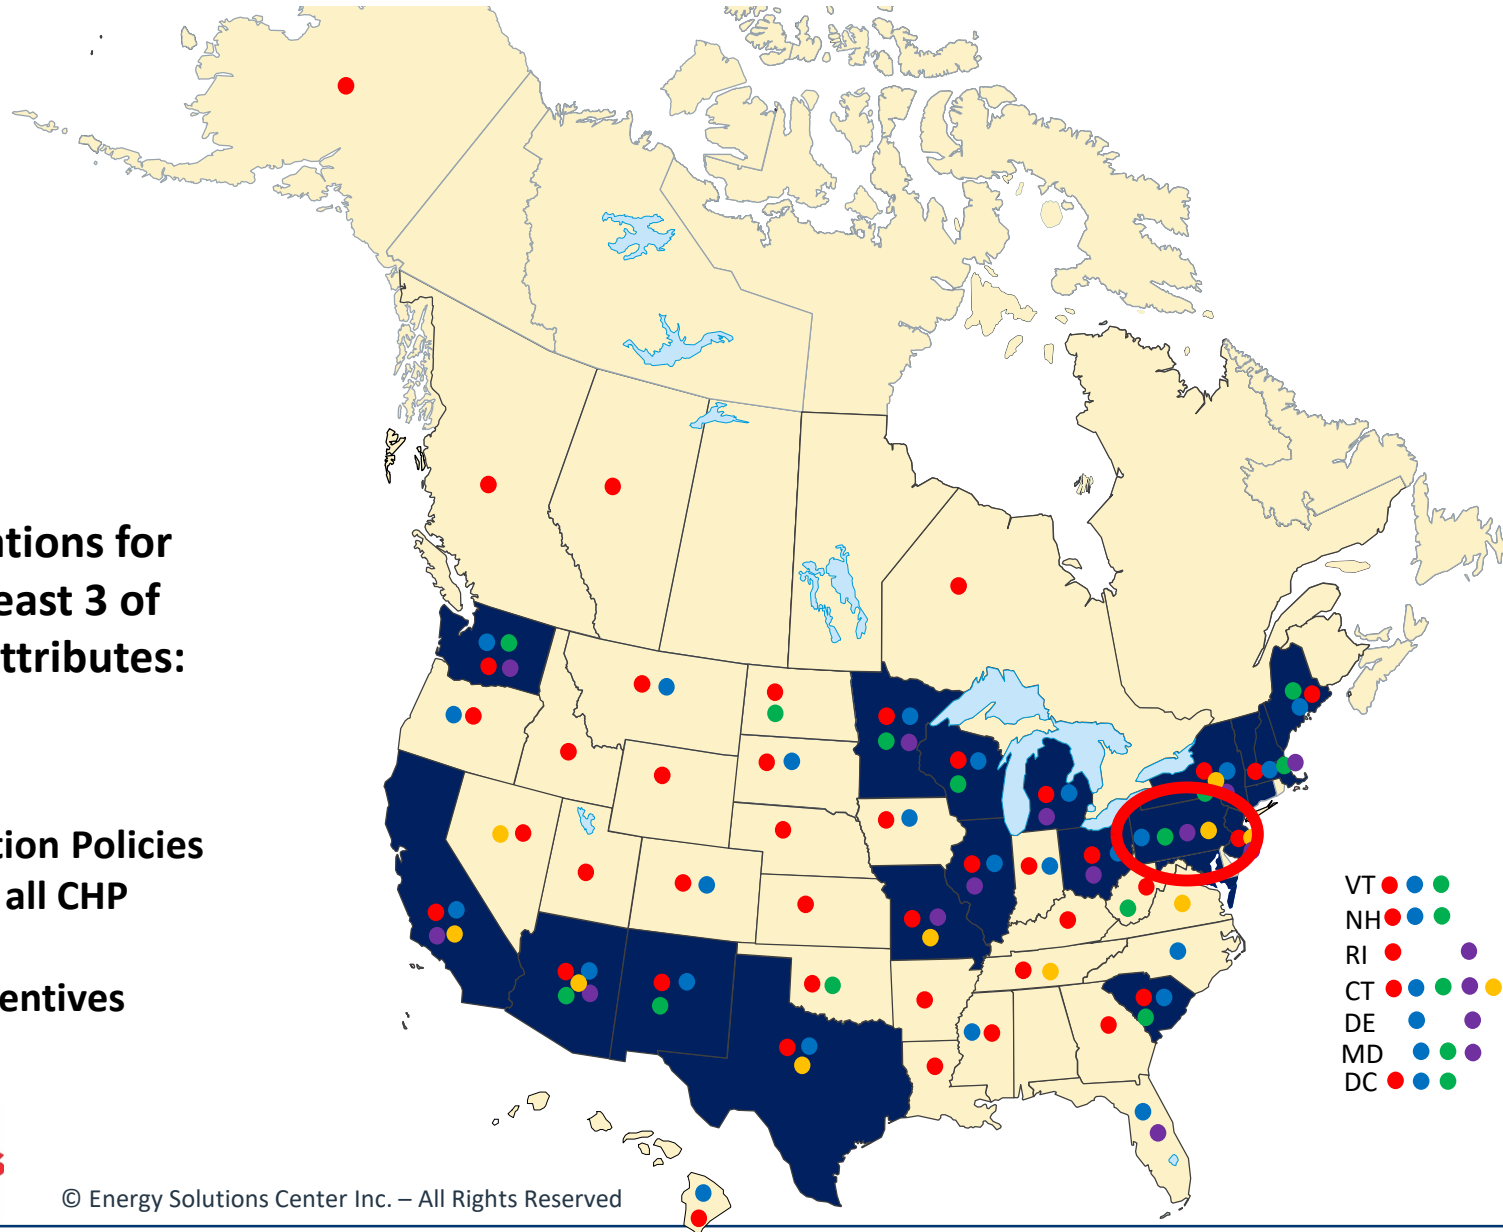 ations for
east 3 of
ttributes:
tion Policies
all CHP
entives
s
VT
NH
RI
CT
DE
MD
DC
© Energy Solutions Center Inc. – All Rights Reserved